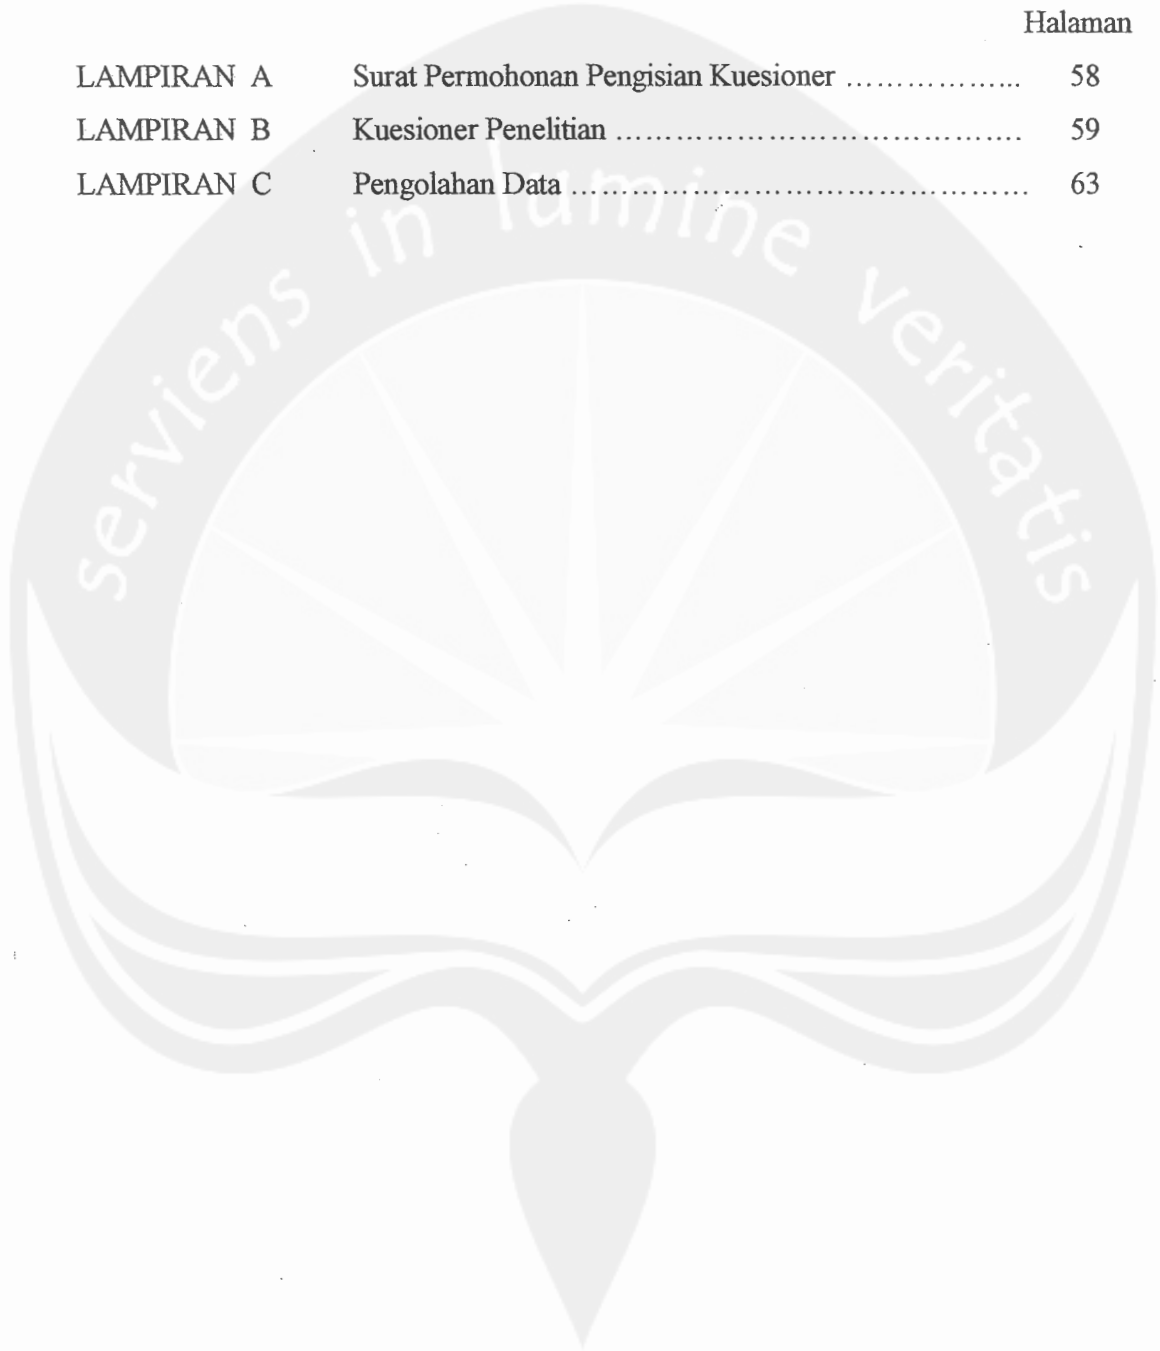 Halaman
LAMPIRAN A Surat Permohonan Pengisian Kuesioner .................. 58
LAMPIRAN B Kuesioner Penelitian ........................................ 59
LAMPIRAN C Pengolahan Data ............................................. 63
serviens in lumine veritatis